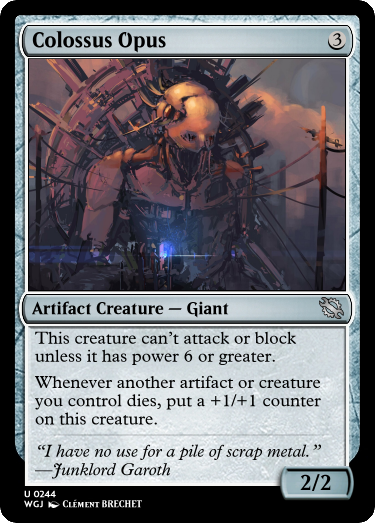 Colossus Opus 3
Artifact Creature — Giant
This creature can't attack or block
unless it has power 6 or greater.
Whenever another artifact or creature
you control dies, put a +1/+1 counter
on this creature.
"I have no use for a pile of scrap metal."
—Junklord Garoth
2/2
U 0244
WGJ Clément BRECHET